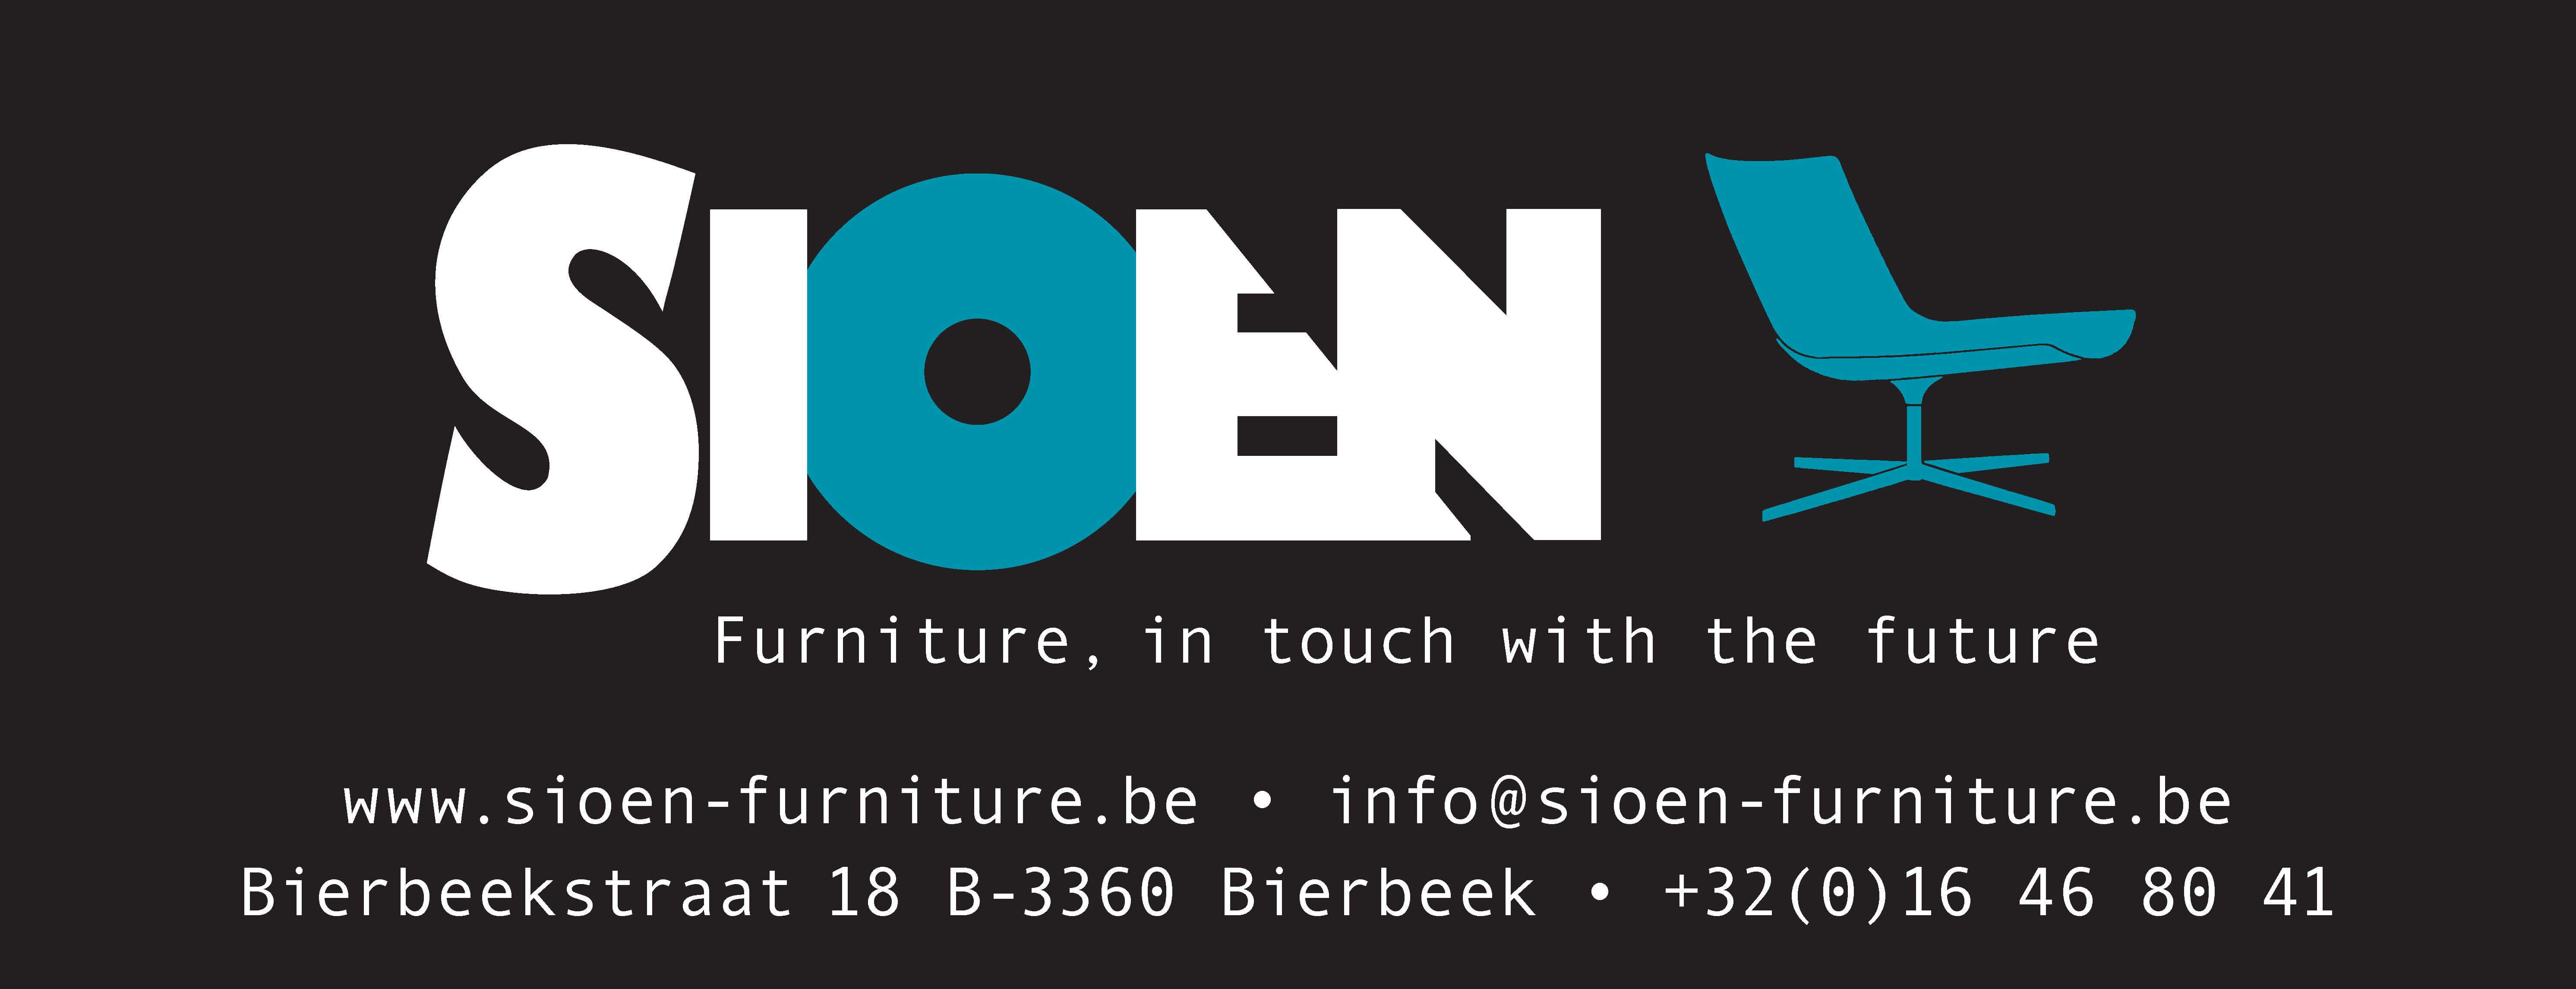 SIOEN
Furniture, in touch with the future
www.sioen-furniture.be • info@sioen-furniture.be
Bierbeekstraat 18 B-3360 Bierbeek • +32(0)16 46 80 41